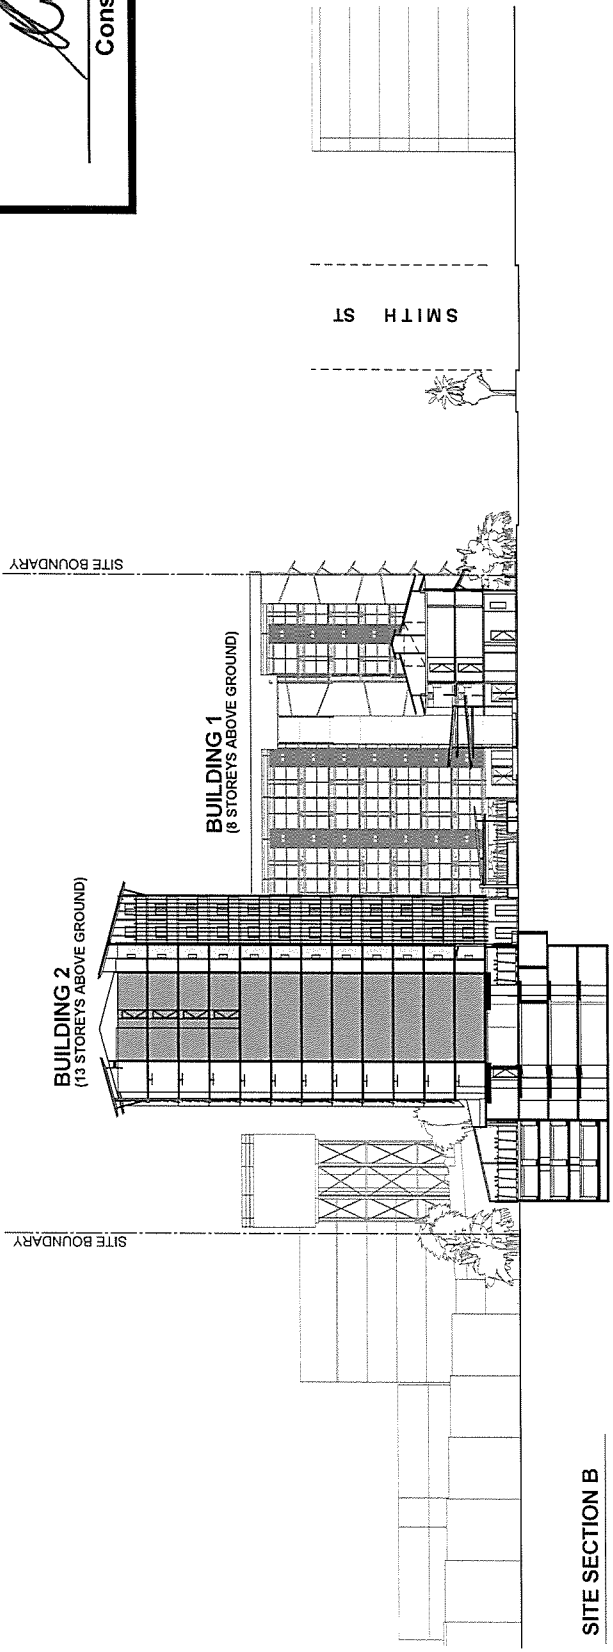 Cons
SITE BOUNDARY
BUILDING 2
(13 STOREYS ABOVE GROUND)
BUILDING 1
(8 STOREYS ABOVE GROUND)
SITE BOUNDARY
SMITH ST
SITE SECTION B